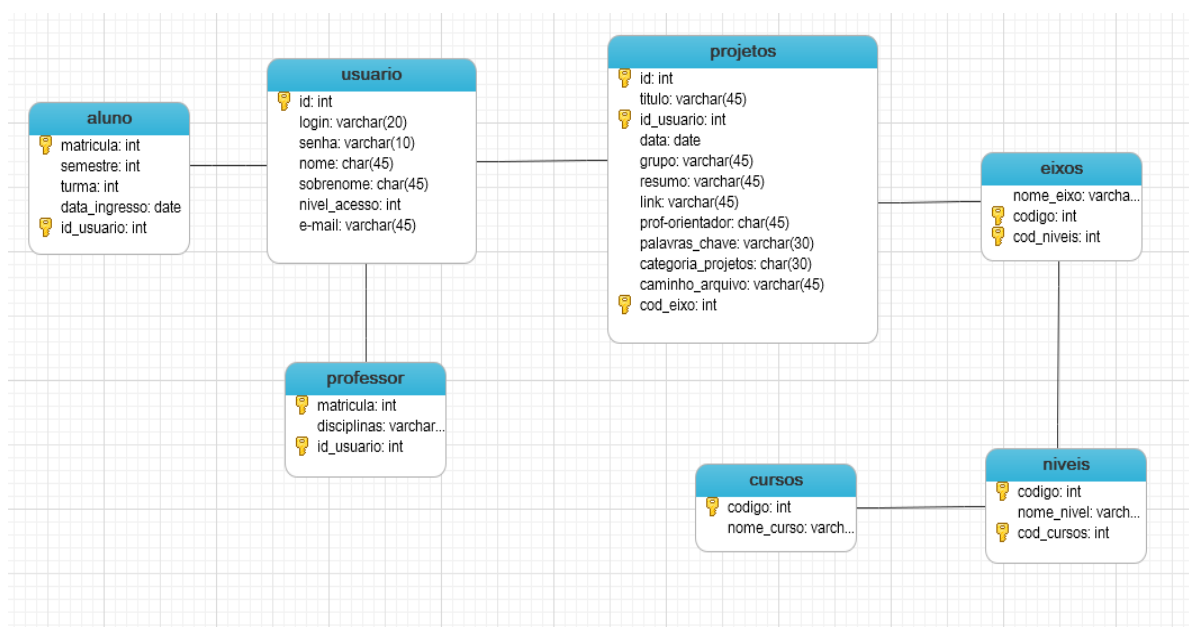 aluno
matricula: int
semestre: int
turma: int
data_ingresso: date
id_usuario: int
usuario
id: int
login: varchar(20)
senha: varchar(10)
nome: char(45)
sobrenome: char(45)
nivel_acesso: int
e-mail: varchar(45)
projetos
id: int
titulo: varchar(45)
id_usuario: int
data: date
grupo: varchar(45)
resumo: varchar(45)
link: varchar(45)
prof-orientador: char(45)
palavras_chave: varchar(30)
categoria_projetos: char(30)
caminho_arquivo: varchar(45)
cod_eixo: int
eixos
nome_eixo: varcha...
codigo: int
cod_niveis: int
professor
matricula: int
disciplinas: varchar...
id_usuario: int
cursos
codigo: int
nome_curso: varch...
niveis
codigo: int
nome_nivel: varch...
cod_cursos: int